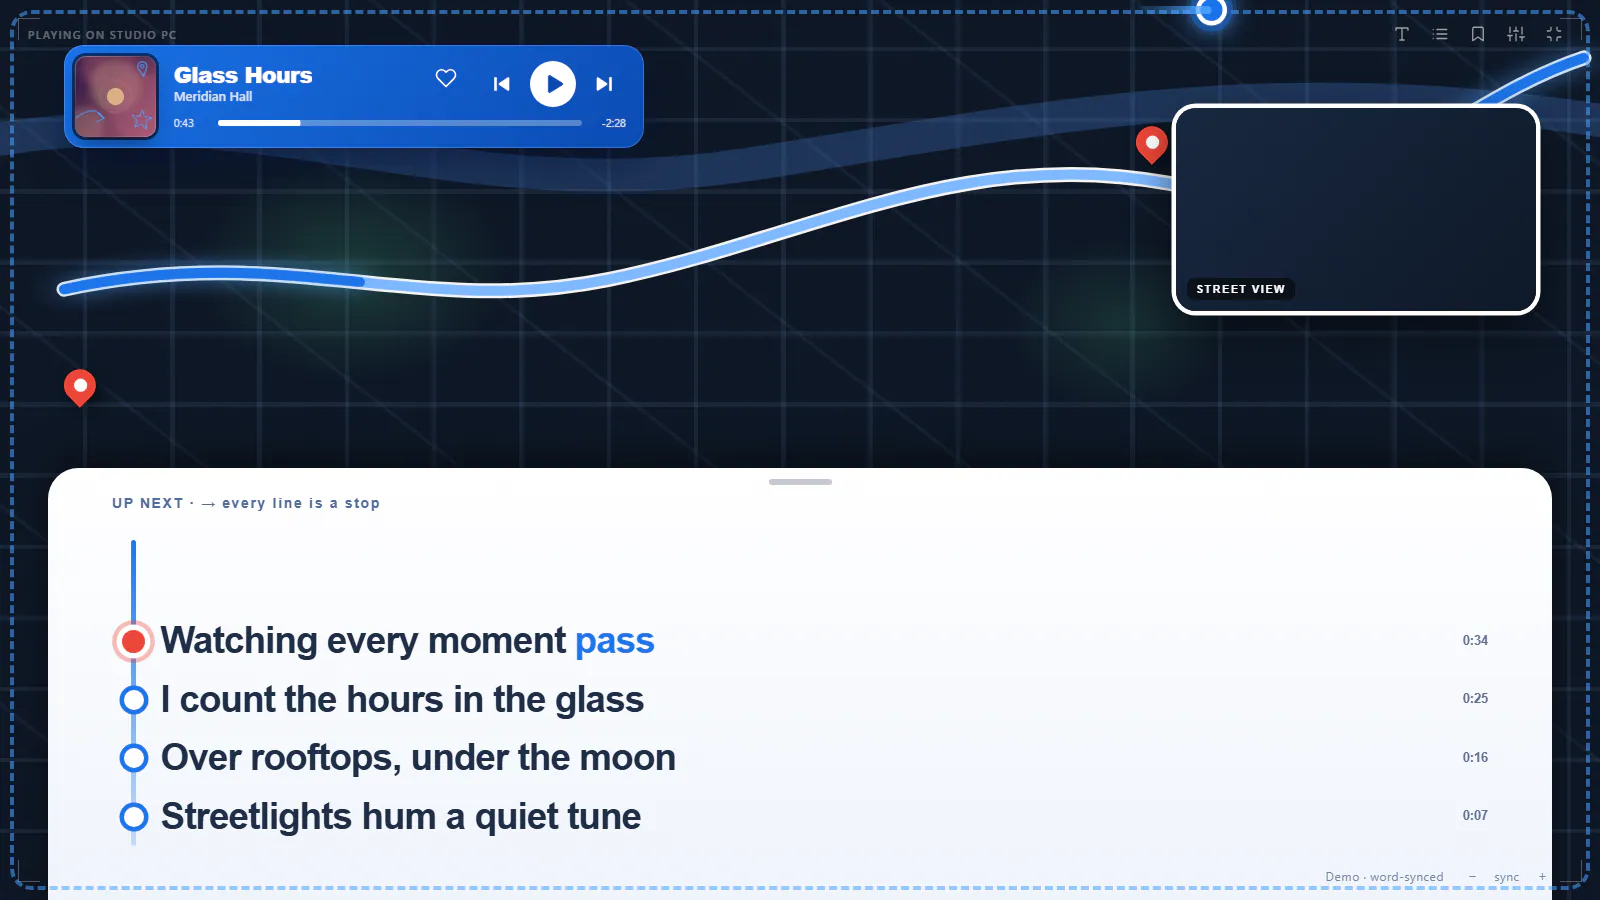 PLAYING ON STUDIO PC
Glass Hours
Meridian Hall
0:43
-2:28
STREET VIEW
UP NEXT · → every line is a stop
Watching every moment pass
0:34
I count the hours in the glass
0:25
Over rooftops, under the moon
0:16
Streetlights hum a quiet tune
0:07
Demo · word-synced − sync +